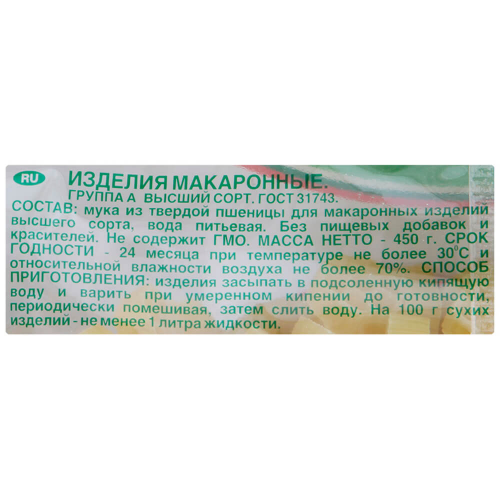 RU
ИЗДЕЛИЯ МАКАРОННЫЕ.
ГРУППА А ВЫСШИЙ СОРТ. ГОСТ 31743.
СОСТАВ: мука из твердой пшеницы для макаронных изделий
высшего сорта, вода питьевая. Без пищевых добавок и
красителей. Не содержит ГМО. МАССА НЕТТО - 450 г. СРОК
ГОДНОСТИ - 24 месяца при температуре не более 30°С и
относительной влажности воздуха не более 70%. СПОСОБ
ПРИГОТОВЛЕНИЯ: изделия засыпать в подсоленную кипящую
воду и варить при умеренном кипении до готовности,
периодически помешивая, затем слить воду. На 100 г сухих
изделий - не менее 1 литра жидкости.